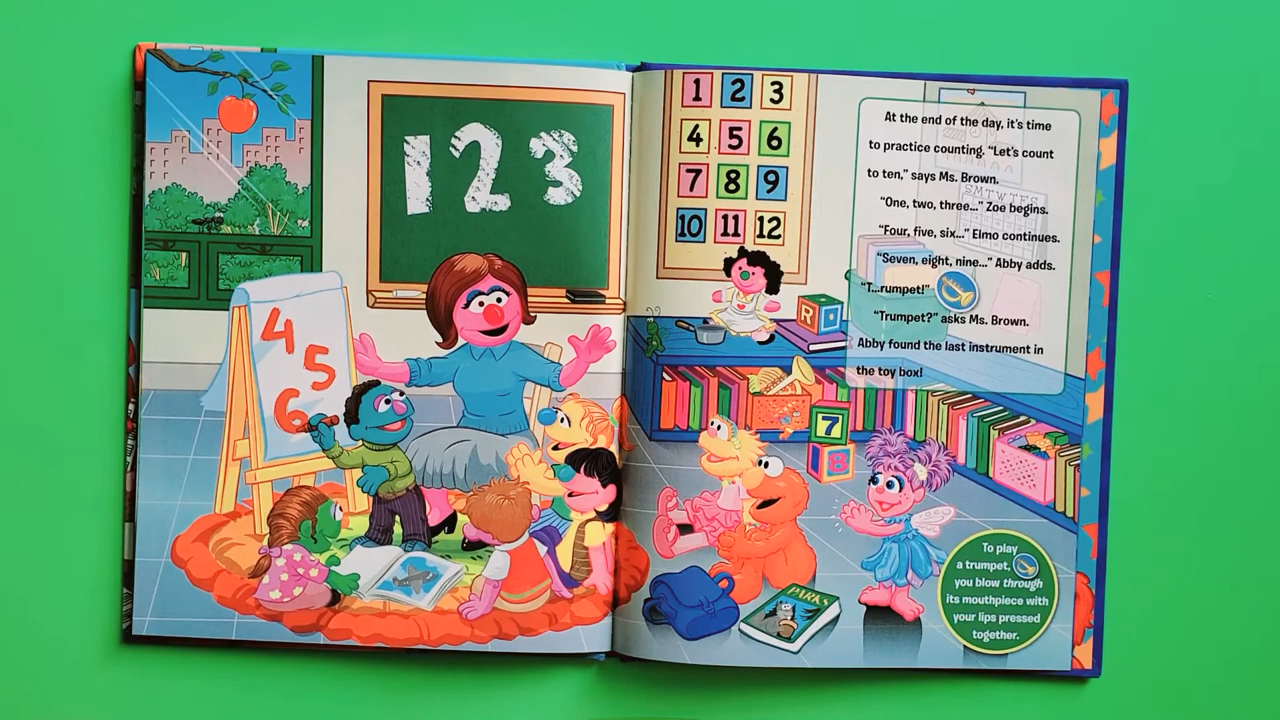 1 2 3
4
5
6
1 2 3
4 5 6
7 8 9
10 11 12
At the end of the day, it's time
to practice counting. "Let's count
to ten," says Ms. Brown.
"One, two, three..." Zoe begins.
"Four, five, six..." Elmo continues.
"Seven, eight, nine..." Abby adds.
"T...rumpet!"
"Trumpet?" asks Ms. Brown.
Abby found the last instrument in
the toy box!
SMTWTFS
R
7
8
PARKS
To play
a trumpet,
you blow through
its mouthpiece with
your lips pressed
together.